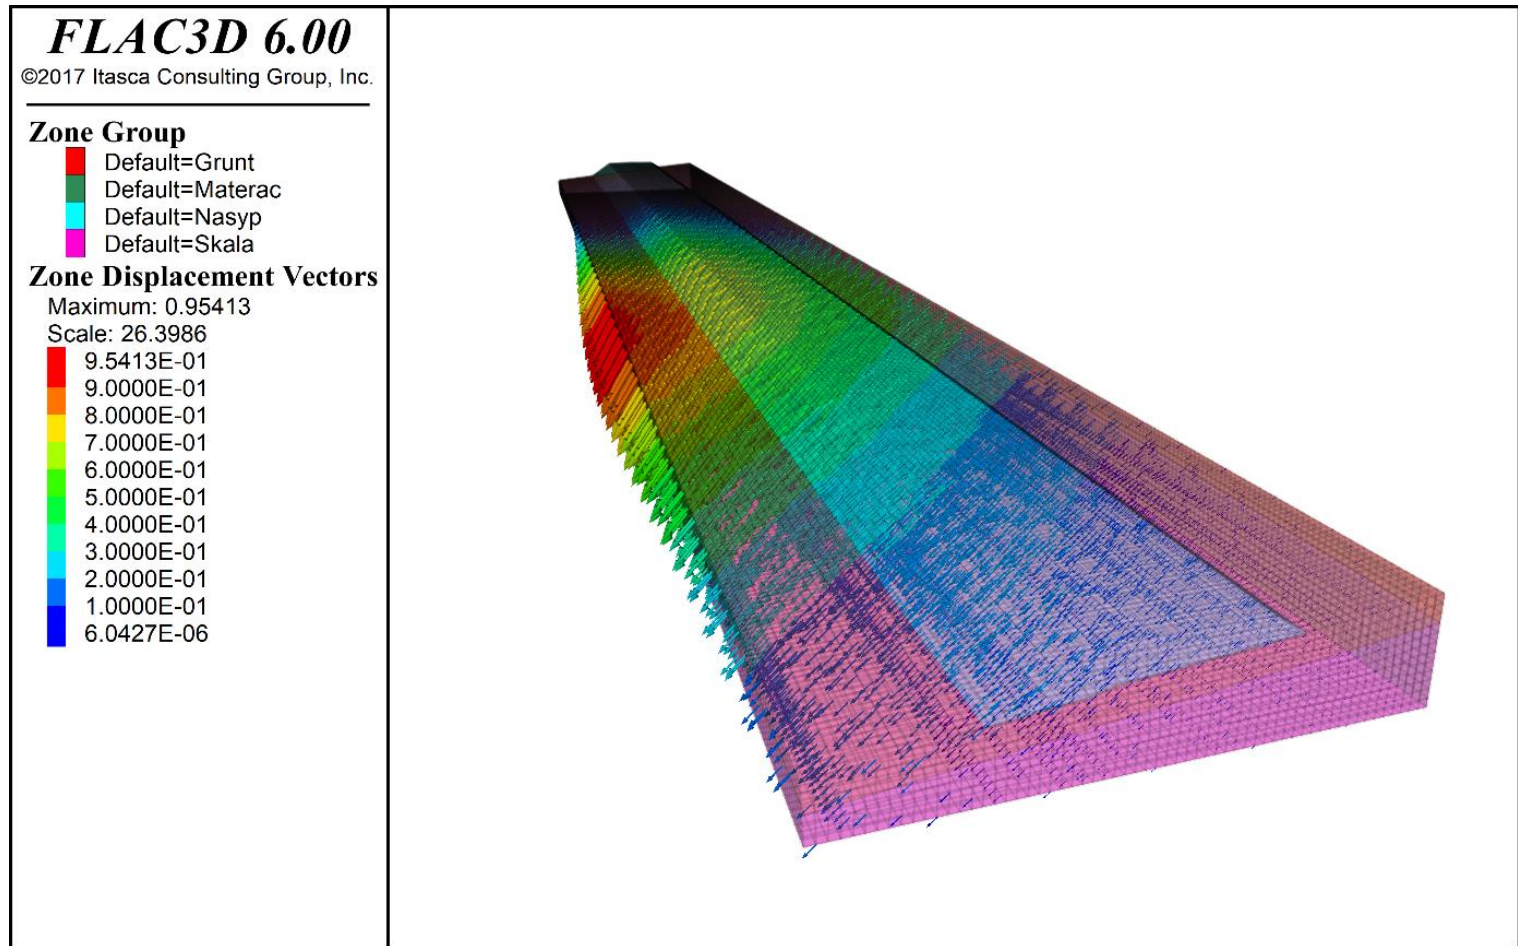 FLAC3D 6.00
©2017 Itasca Consulting Group, Inc.
Zone Group
Default=Grunt
Default=Materac
Default=Nasyp
Default=Skala
Zone Displacement Vectors
Maximum: 0.95413
Scale: 26.3986
9.5413E-01
9.0000E-01
8.0000E-01
7.0000E-01
6.0000E-01
5.0000E-01
4.0000E-01
3.0000E-01
2.0000E-01
1.0000E-01
6.0427E-06